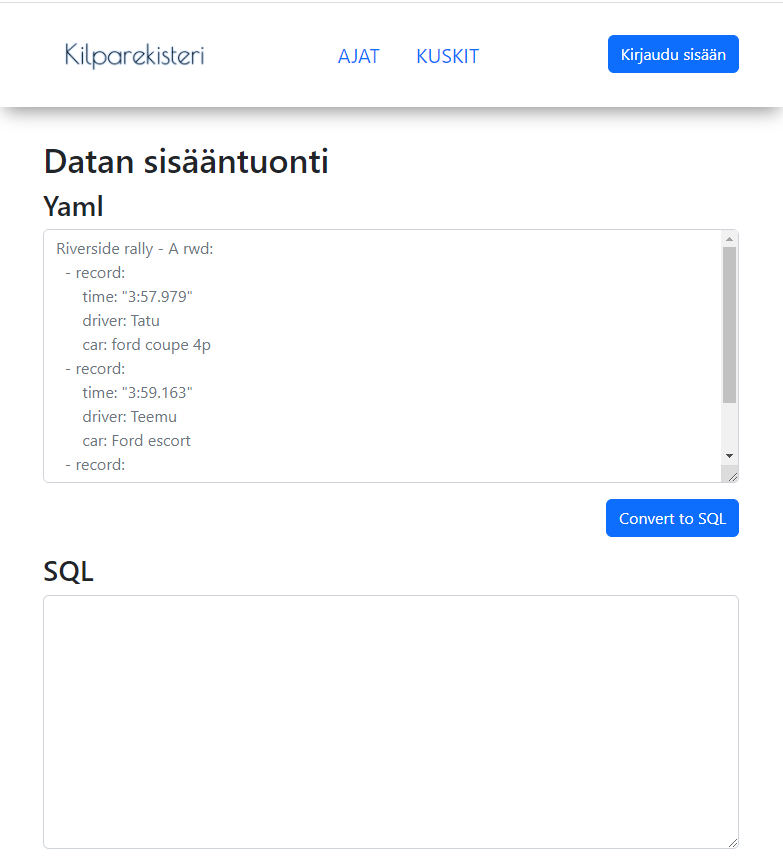 Kilparekisteri
AJAT
KUSKIT
Kirjaudu sisään
Datan sisääntuonti
Yaml
Riverside rally - A rwd:
- record:
time: "3:57.979"
driver: Tatu
car: ford coupe 4p
- record:
time: "3:59.163"
driver: Teemu
car: Ford escort
- record:
Convert to SQL
SQL